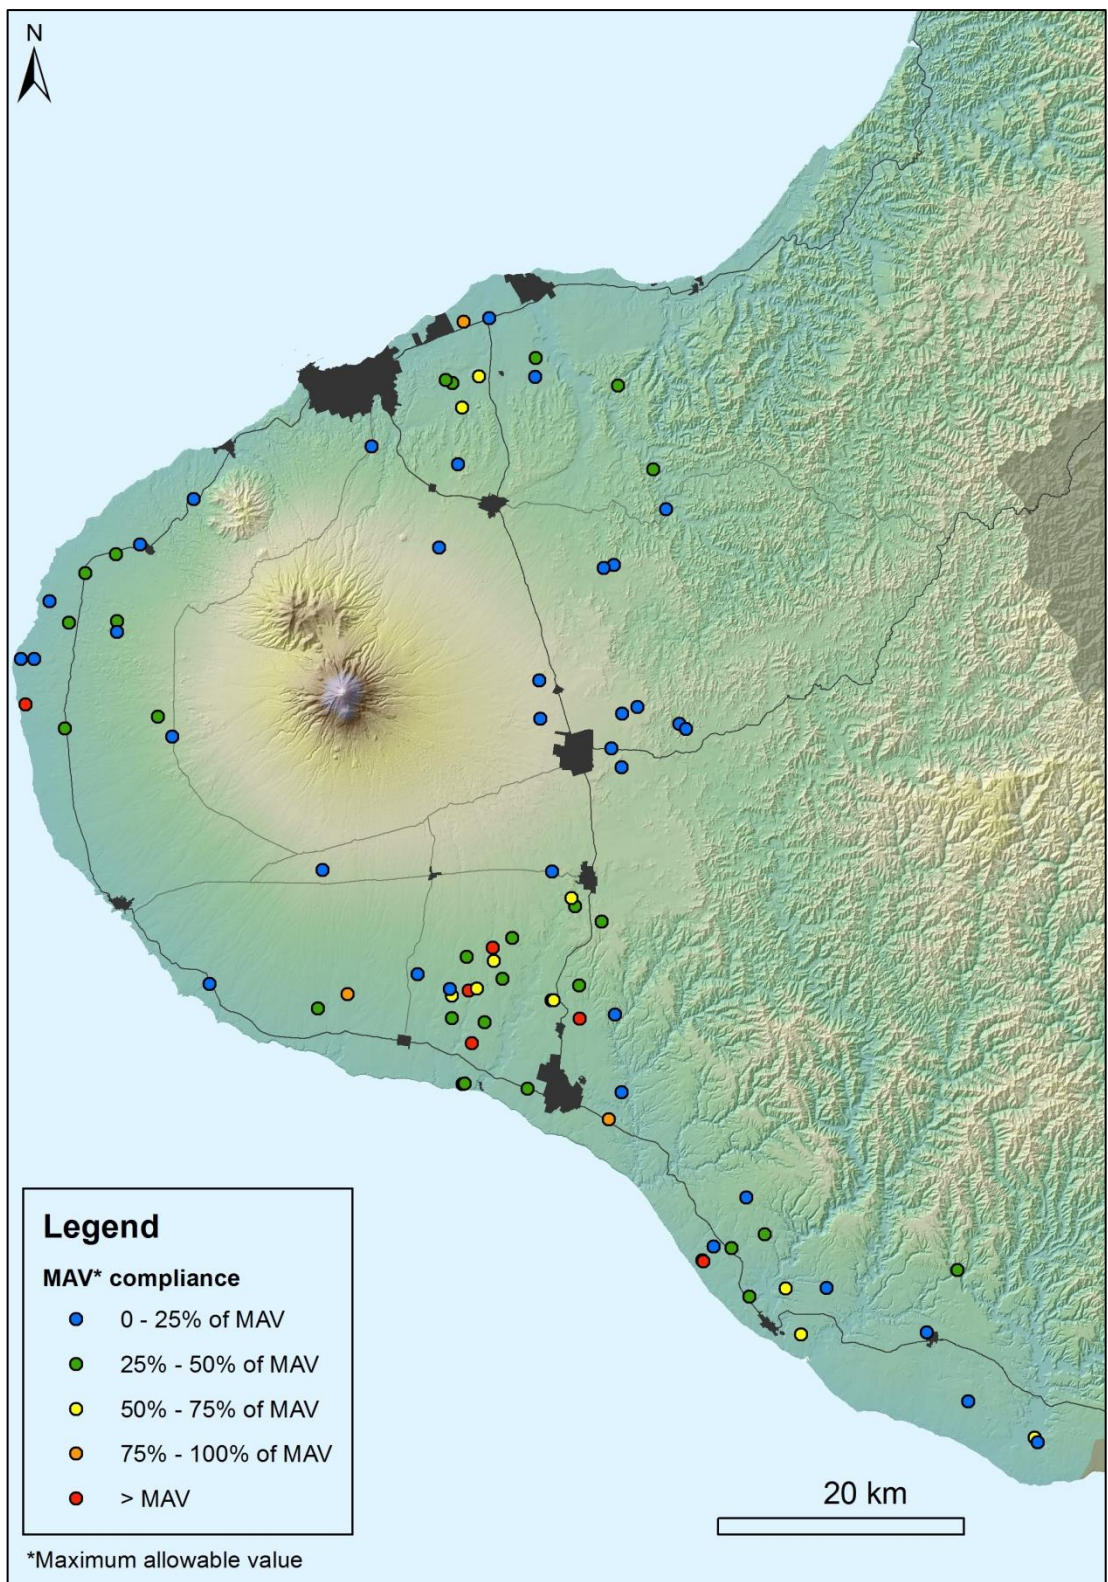 N
Legend
MAV* compliance
0 - 25% of MAV
25% - 50% of MAV
50% - 75% of MAV
75% - 100% of MAV
> MAV
*Maximum allowable value
20 km